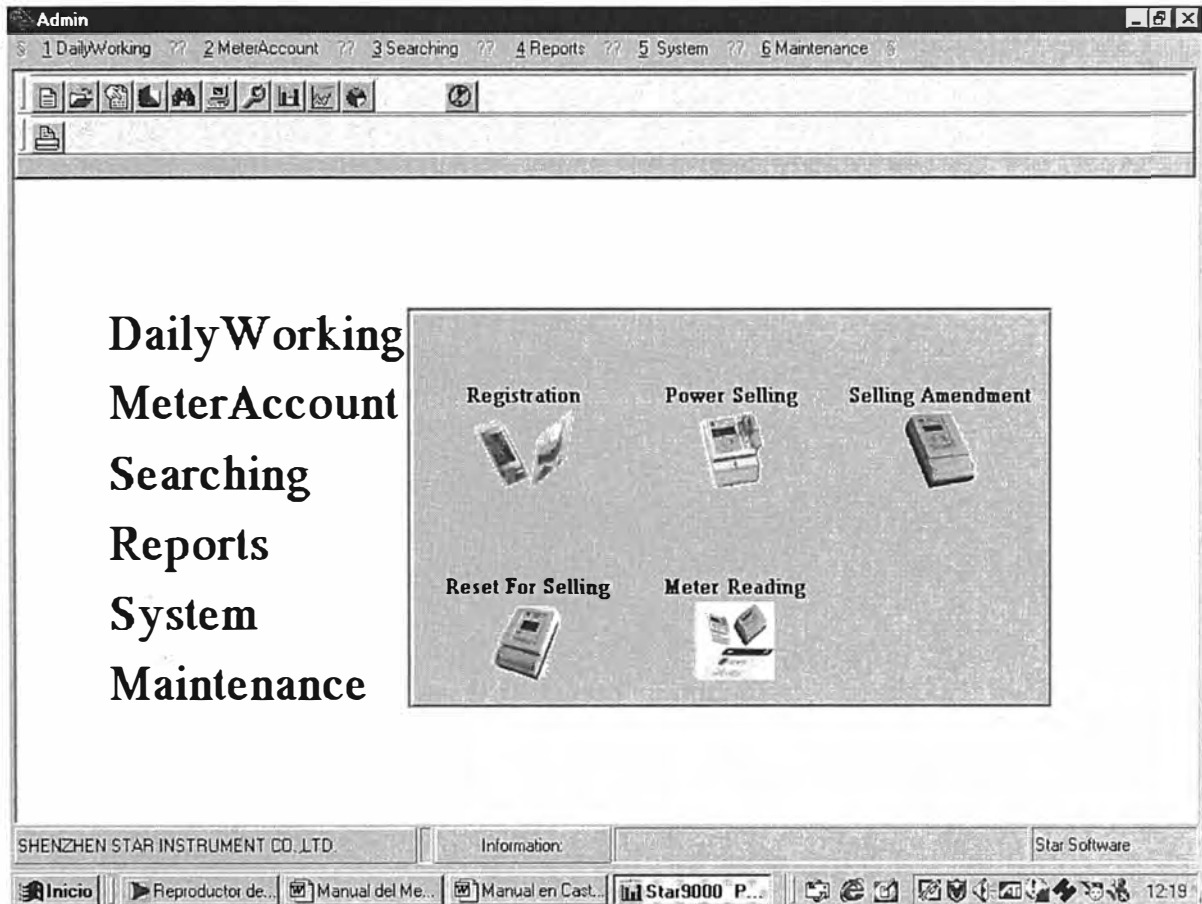 Admin
§ 1 DailyWorking ?? 2 MeterAccount ?? 3 Searching ?? 4 Reports ?? 5 System ?? 6 Maintenance §
DailyWorking
MeterAccount
Searching
Reports
System
Maintenance
Registration Power Selling Selling Amendment
Reset For Selling Meter Reading
SHENZHEN STAR INSTRUMENT CO.,LTD. Information: Star Software
Inicio Reproductor de... Manual del Me... Manual en Cast... Star9000 P... 12:19